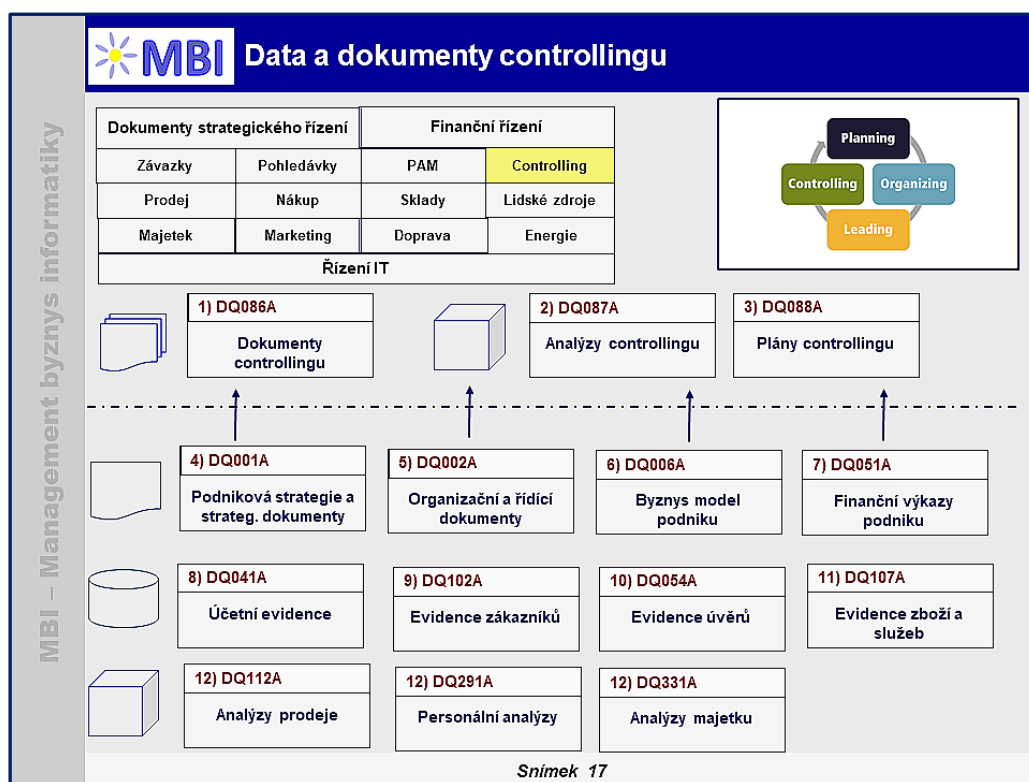 MBI – Management byznys informatiky
MBI
Data a dokumenty controllingu
Dokumenty strategického řízení
Finanční řízení
Závazky
Pohledávky
PAM
Controlling
Prodej
Nákup
Sklady
Lidské zdroje
Majetek
Marketing
Doprava
Energie
Řízení IT
Planning
Controlling
Organizing
Leading
1) DQ086A
Dokumenty
controllingu
2) DQ087A
Analýzy controllingu
3) DQ088A
Plány controllingu
4) DQ001A
Podniková strategie a
strateg. dokumenty
5) DQ002A
Organizační a řídící
dokumenty
6) DQ006A
Byznys model
podniku
7) DQ051A
Finanční výkazy
podniku
8) DQ041A
Účetní evidence
9) DQ102A
Evidence zákazníků
10) DQ054A
Evidence úvěrů
11) DQ107A
Evidence zboží a
služeb
12) DQ112A
Analýzy prodeje
12) DQ291A
Personální analýzy
12) DQ331A
Analýzy majetku
Snímek 17